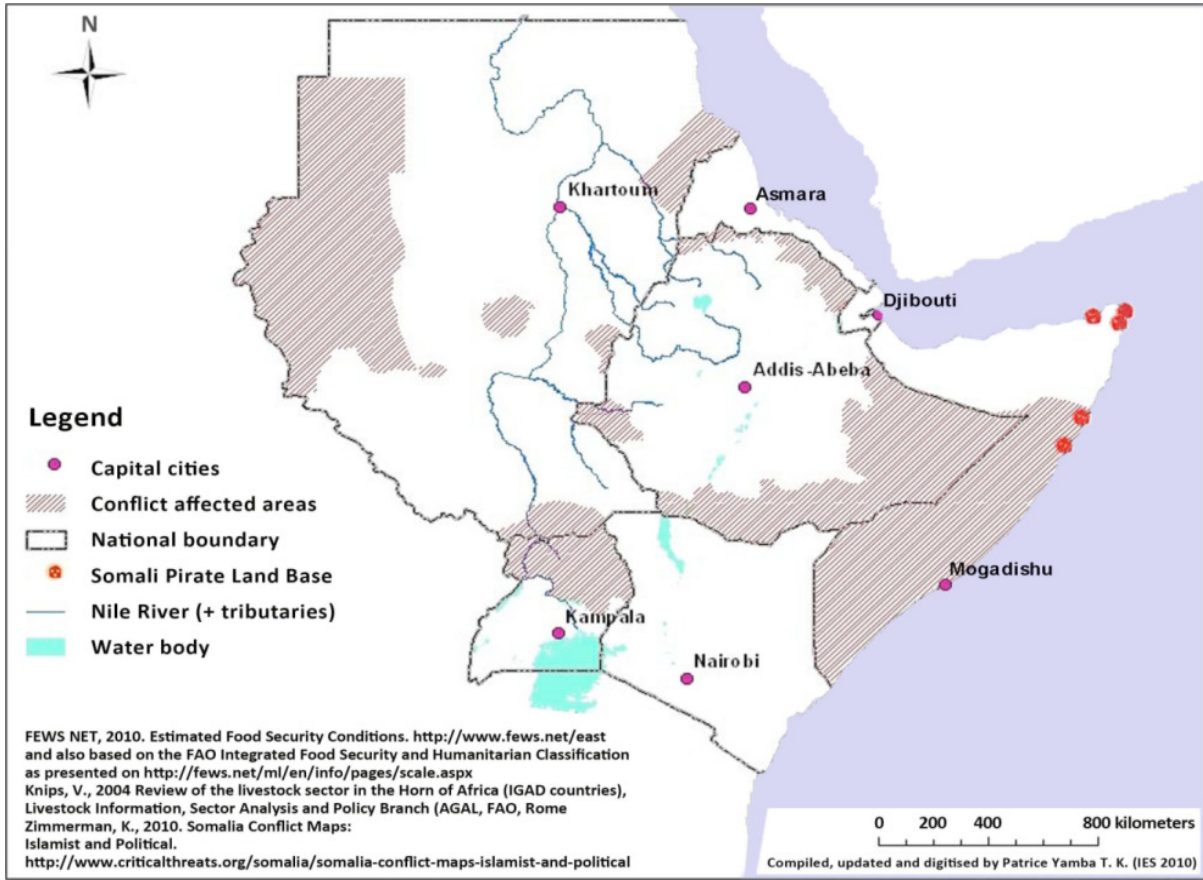 N
Khartoum
Asmara
Djibouti
Addis-Abeba
Mogadishu
Kampala
Nairobi
Legend
Capital cities
Conflict affected areas
National boundary
Somali Pirate Land Base
Nile River (+ tributaries)
Water body
FEWS NET, 2010. Estimated Food Security Conditions. http://www.fews.net/east
and also based on the FAO Integrated Food Security and Humanitarian Classification
as presented on http://fews.net/ml/en/info/pages/scale.aspx
Knips, V., 2004 Review of the livestock sector in the Horn of Africa (IGAD countries),
Livestock Information, Sector Analysis and Policy Branch (AGAL, FAO, Rome
Zimmerman, K., 2010. Somalia Conflict Maps:
Islamist and Political.
http://www.criticalthreats.org/somalia/somalia-conflict-maps-islamist-and-political
0 200 400 800 kilometers
Compiled, updated and digitised by Patrice Yamba T. K. (IES 2010)